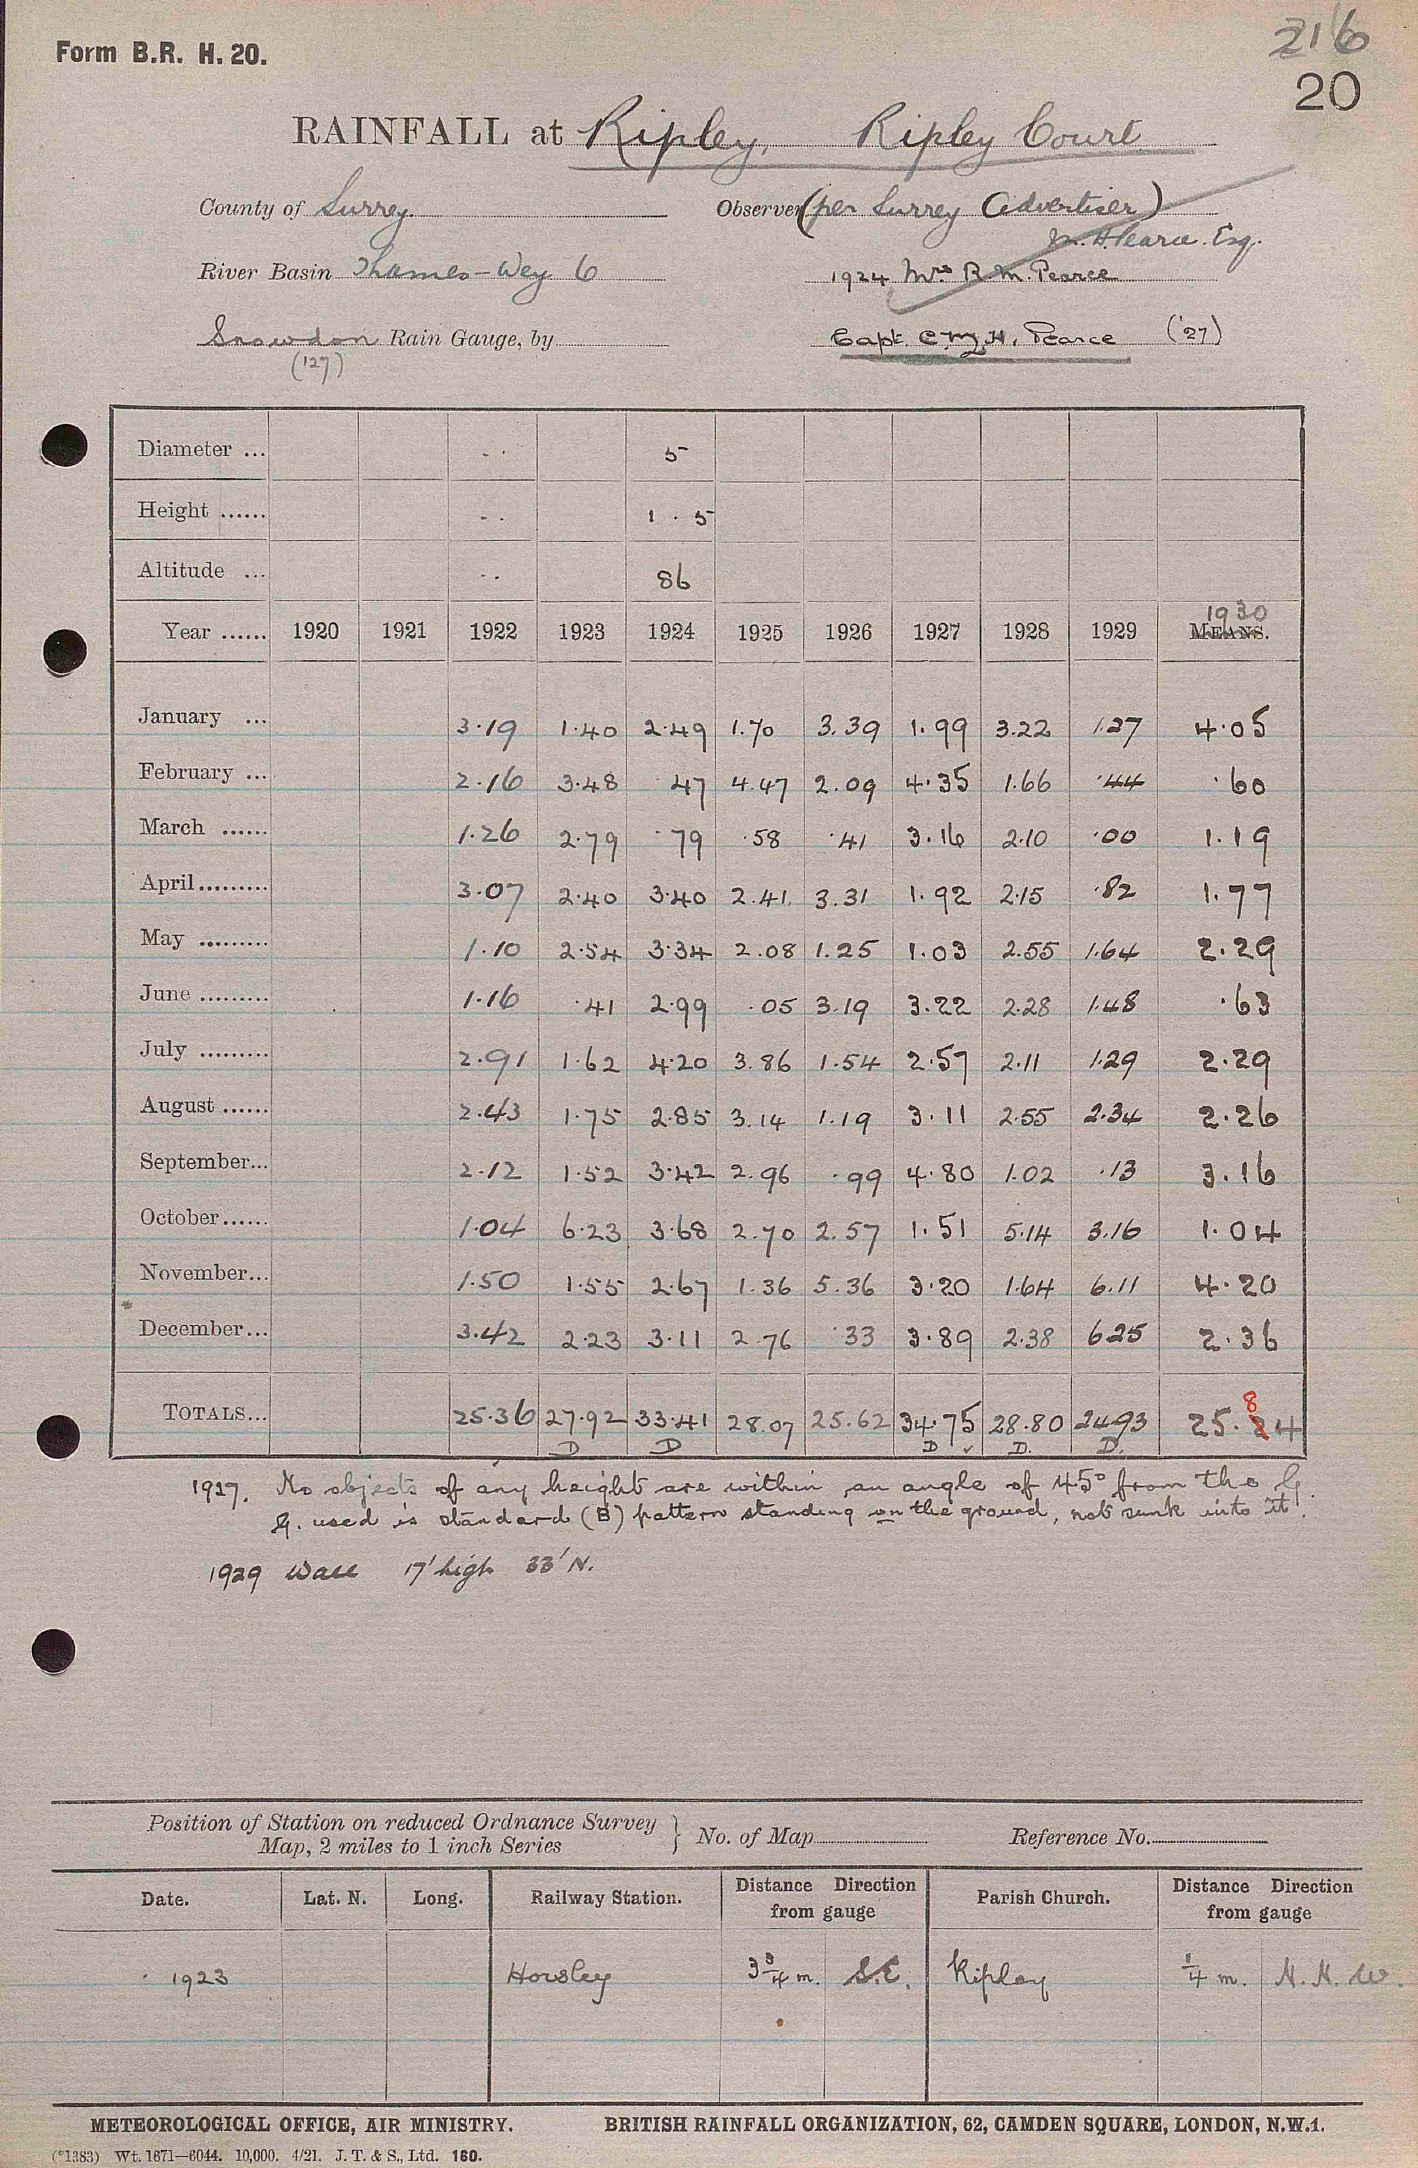 Form B.R. H. 20.
216
20
RAINFALL at Ripley, Ripley Court
County of Surrey. Observer (per Surrey Advertiser)
M. H. Pearce. Esq.
River Basin Thames - Wey 6 1924 Mrs B M. Pearce
Snowdon Rain Gauge, by Capt. C. M. H. Pearce ('27)
('27)
Diameter ... - - 5
Height ...... - - 1 . 5
Altitude ... - - 86
1930
Year ...... 1920 1921 1922 1923 1924 1925 1926 1927 1928 1929 MEANS.
January ... 3.19 1.40 2.49 1.70 3.39 1.99 3.22 1.27 4.05
February ... 2.16 3.48 .47 4.47 2.09 4.35 1.66 .44 .60
March ...... 1.26 2.79 .79 .58 .41 3.16 2.10 .00 1.19
April......... 3.07 2.40 3.40 2.41 3.31 1.92 2.15 .82 1.77
May ......... 1.10 2.54 3.34 2.08 1.25 1.03 2.55 1.64 2.29
June ......... 1.16 .41 2.99 .05 3.19 3.22 2.28 1.48 .63
July ......... 2.91 1.62 4.20 3.86 1.54 2.57 2.11 1.29 2.29
August ...... 2.43 1.75 2.85 3.14 1.19 3.11 2.55 2.34 2.26
September... 2.12 1.52 3.42 2.96 .99 4.80 1.02 .13 3.16
October...... 1.04 6.23 3.68 2.70 2.57 1.51 5.14 3.16 1.04
November... 1.50 1.55 2.67 1.36 5.36 3.20 1.64 6.11 4.20
December... 3.42 2.23 3.11 2.76 .33 3.89 2.38 6.25 2.36
8
TOTALS... 25.36 27.92 33.41 28.07 25.62 34.75 28.80 24.93 25.24
D D D ✓ D. D.
1927. No objects of any height are within an angle of 45° from the G.
G. used is standard (B) pattern standing on the ground, not sunk into it.
1929 Wall 17' high 33' N.
Position of Station on reduced Ordnance Survey
Map, 2 miles to 1 inch Series } No. of Map Reference No.
Date. Lat. N. Long. Railway Station. Distance Direction from gauge Parish Church. Distance Direction from gauge
1923 Horsley 3 3/4 m. S.E. Ripley 1/4 m. N. N. W.
METEOROLOGICAL OFFICE, AIR MINISTRY. BRITISH RAINFALL ORGANIZATION, 62, CAMDEN SQUARE, LONDON, N.W.1.
(*1383) Wt. 1671—6044. 10,000. 4/21. J. T. & S., Ltd. 160.